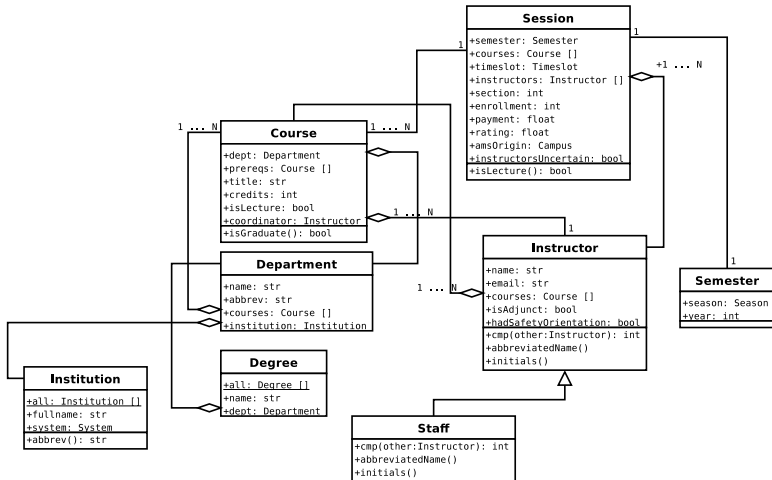 Session
+semester: Semester
+courses: Course []
+timeslot: Timeslot
+instructors: Instructor []
+section: int
+enrollment: int
+payment: float
+rating: float
+amsOrigin: Campus
+instructorsUncertain: bool
+isLecture(): bool
1
1
+1 ... N
1 ... N
1 ... N
Course
+dept: Department
+prereqs: Course []
+title: str
+credits: int
+isLecture: bool
+coordinator: Instructor
+isGraduate(): bool
1 ... N
1
Instructor
+name: str
+email: str
+courses: Course []
+isAdjunct: bool
+hadSafetyOrientation: bool
+cmp(other:Instructor): int
+abbreviatedName()
+initials()
1 ... N
1
Semester
+season: Season
+year: int
Department
+name: str
+abbrev: str
+courses: Course []
+institution: Institution
Institution
+all: Institution []
+fullname: str
+system: System
+abbrev(): str
Degree
+all: Degree []
+name: str
+dept: Department
Staff
+cmp(other:Instructor): int
+abbreviatedName()
+initials()